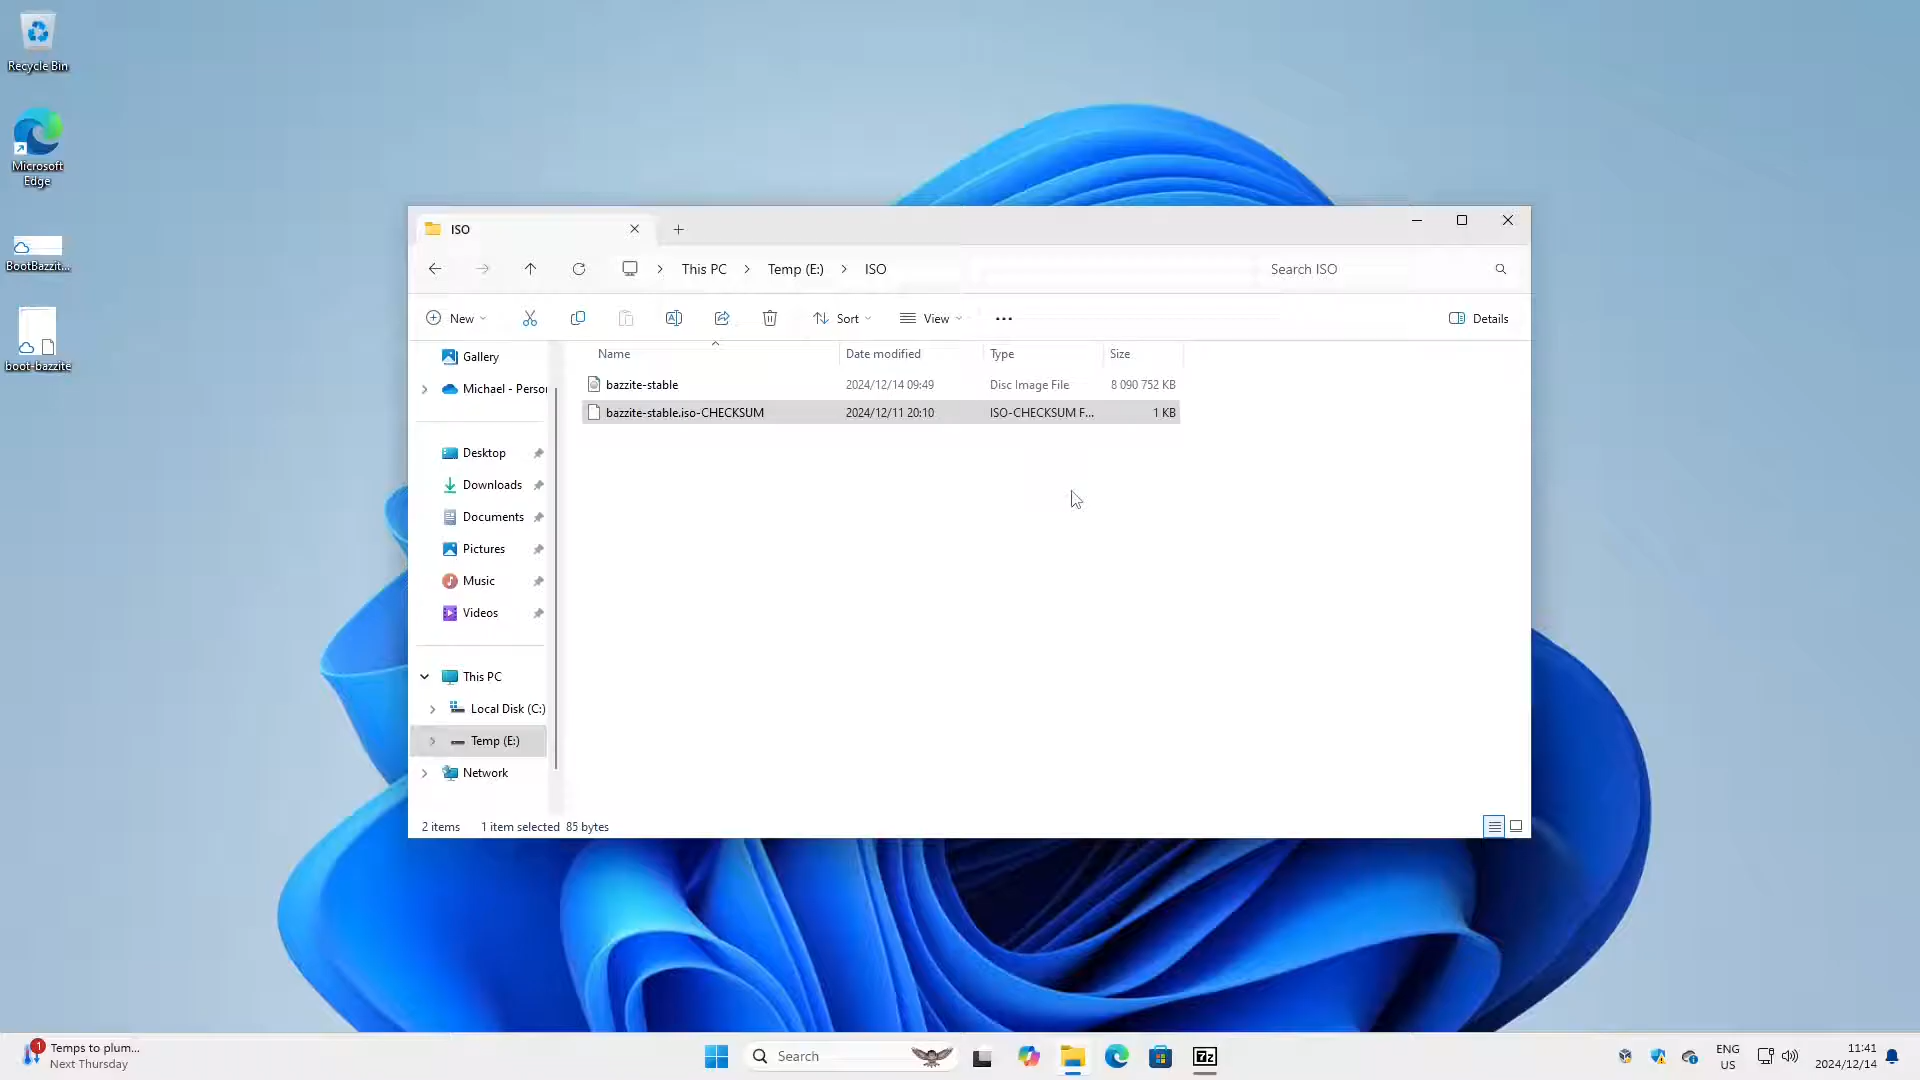 Recycle Bin
Microsoft
Edge
BootBazzit...
boot-bazzite
ISO
This PC
Temp (E:)
ISO
Search ISO
New
Sort
View
Details
Gallery
Michael - Person
Desktop
Downloads
Documents
Pictures
Music
Videos
This PC
Local Disk (C:)
Temp (E:)
Network
Name Date modified Type Size
bazzite-stable 2024/12/14 09:49 Disc Image File 8 090 752 KB
bazzite-stable.iso-CHECKSUM 2024/12/11 20:10 ISO-CHECKSUM F... 1 KB
2 items 1 item selected 85 bytes
1
Temps to plum...
Next Thursday
Search
7z
ENG
US
11:41
2024/12/14